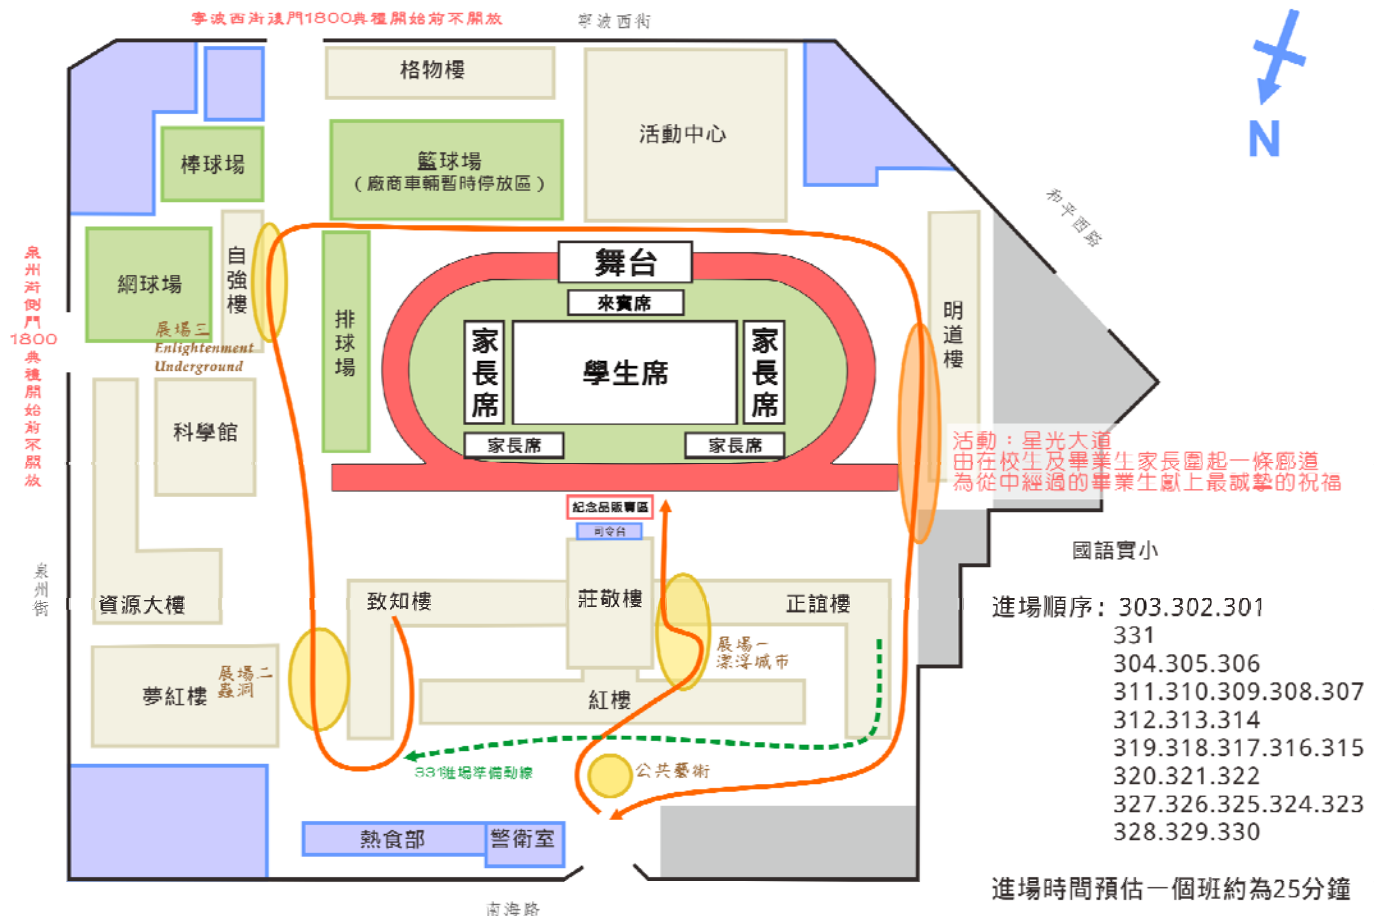 寧波西街後門1800典禮開始前不開放
寧波西街
格物樓
活動中心
棒球場
籃球場
（廠商車輛暫時停放區）
N
和平西路
泉州街側門1800典禮開始前不開放
網球場
自強樓
展場三
Enlightenment
Underground
排球場
舞台
來賓席
家長席
學生席
家長席
家長席
家長席
明道樓
科學館
活動：星光大道
由在校生及畢業生家長圍起一條廊道
為從中經過的畢業生獻上最誠摯的祝福
紀念品販賣區
司令台
國語實小
泉州街
資源大樓
致知樓
莊敬樓
正誼樓
展場一
漂浮城市
展場二
蟲洞
夢紅樓
紅樓
331進場準備動線
公共藝術
熱食部
警衛室
南海路
進場順序：303.302.301
331
304.305.306
311.310.309.308.307
312.313.314
319.318.317.316.315
320.321.322
327.326.325.324.323
328.329.330
進場時間預估一個班約為25分鐘